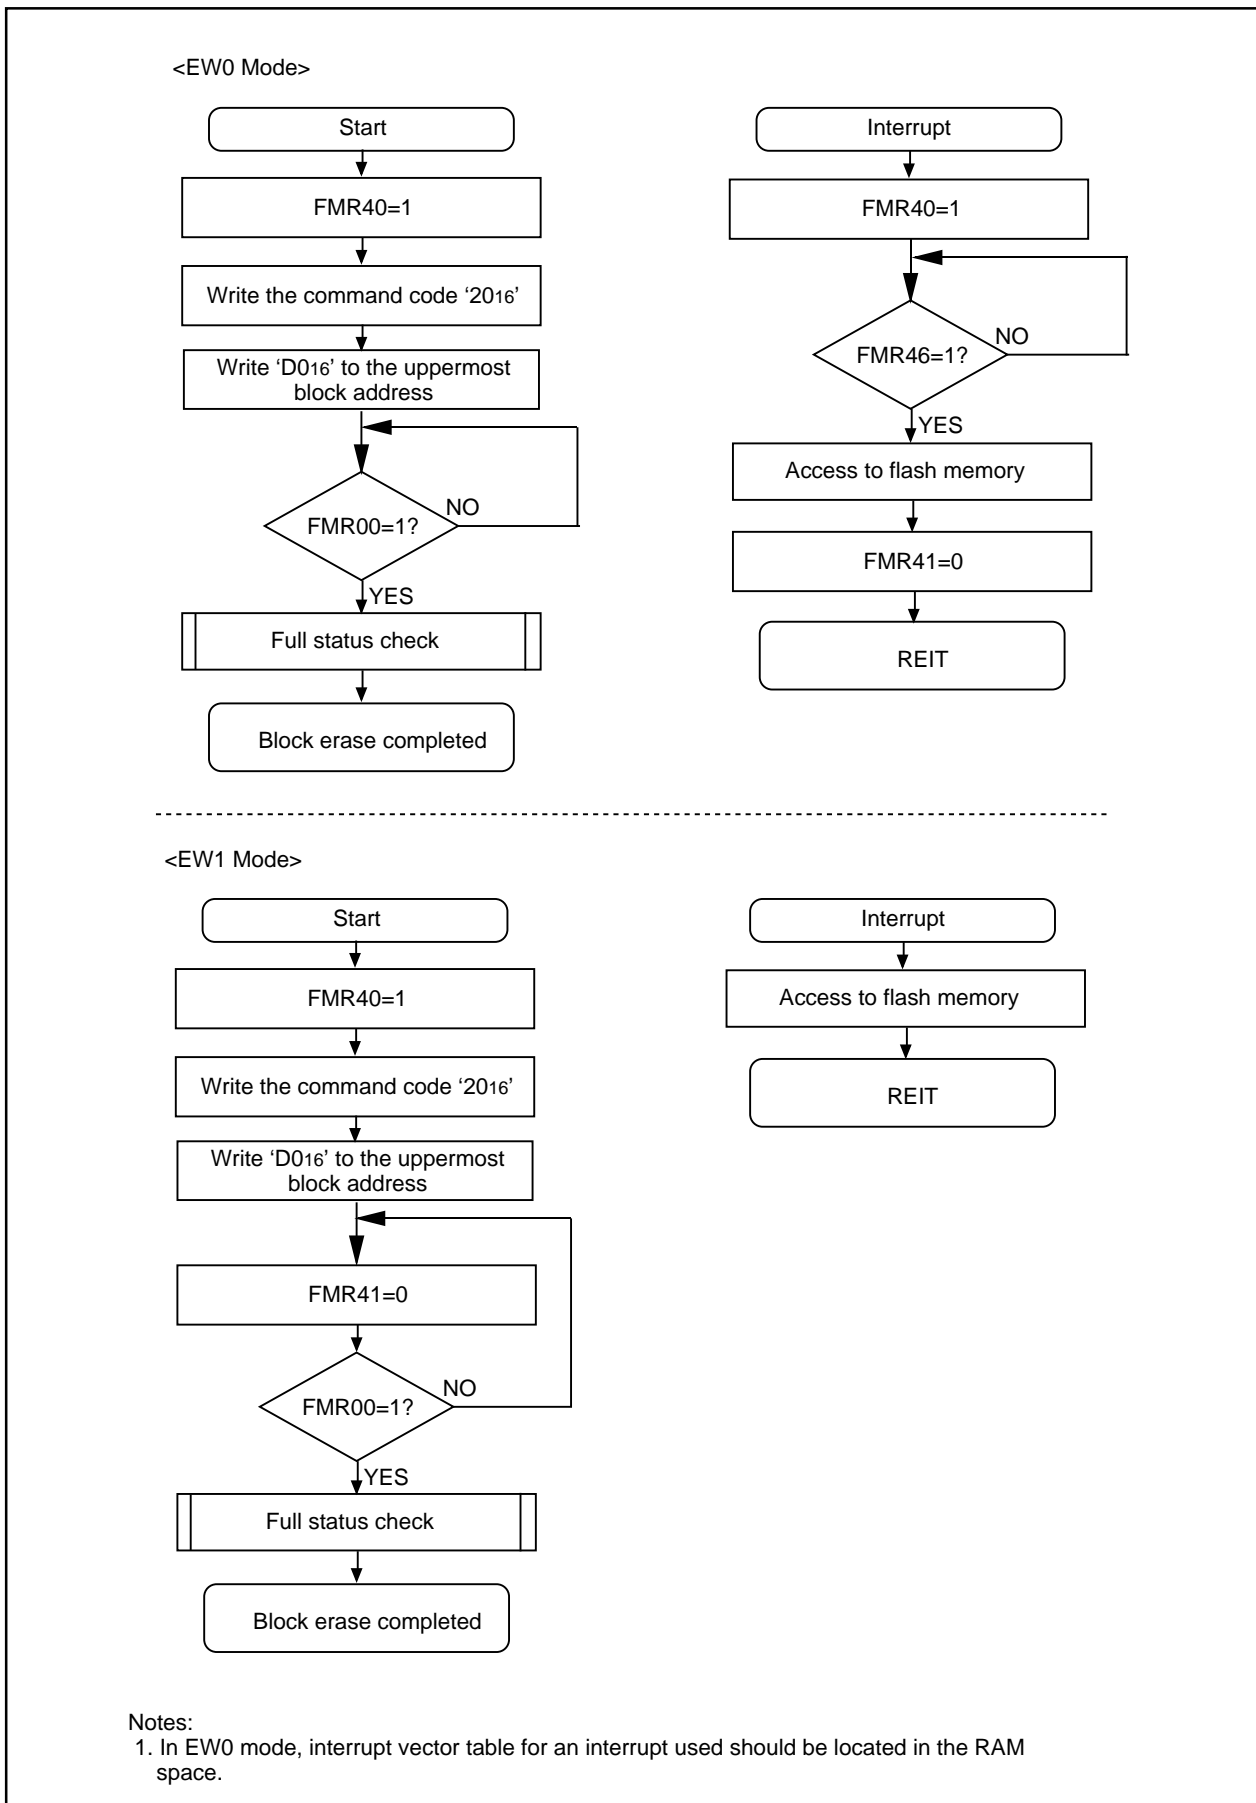 <EW0 Mode>
Start
FMR40=1
Write the command code ‘2016’
Write ‘D016’ to the uppermost
block address
FMR00=1?
NO
YES
Full status check
Block erase completed
Interrupt
FMR40=1
FMR46=1?
NO
YES
Access to flash memory
FMR41=0
REIT
<EW1 Mode>
Start
FMR40=1
Write the command code ‘2016’
Write ‘D016’ to the uppermost
block address
FMR41=0
FMR00=1?
NO
YES
Full status check
Block erase completed
Interrupt
Access to flash memory
REIT
Notes:
1. In EW0 mode, interrupt vector table for an interrupt used should be located in the RAM
space.